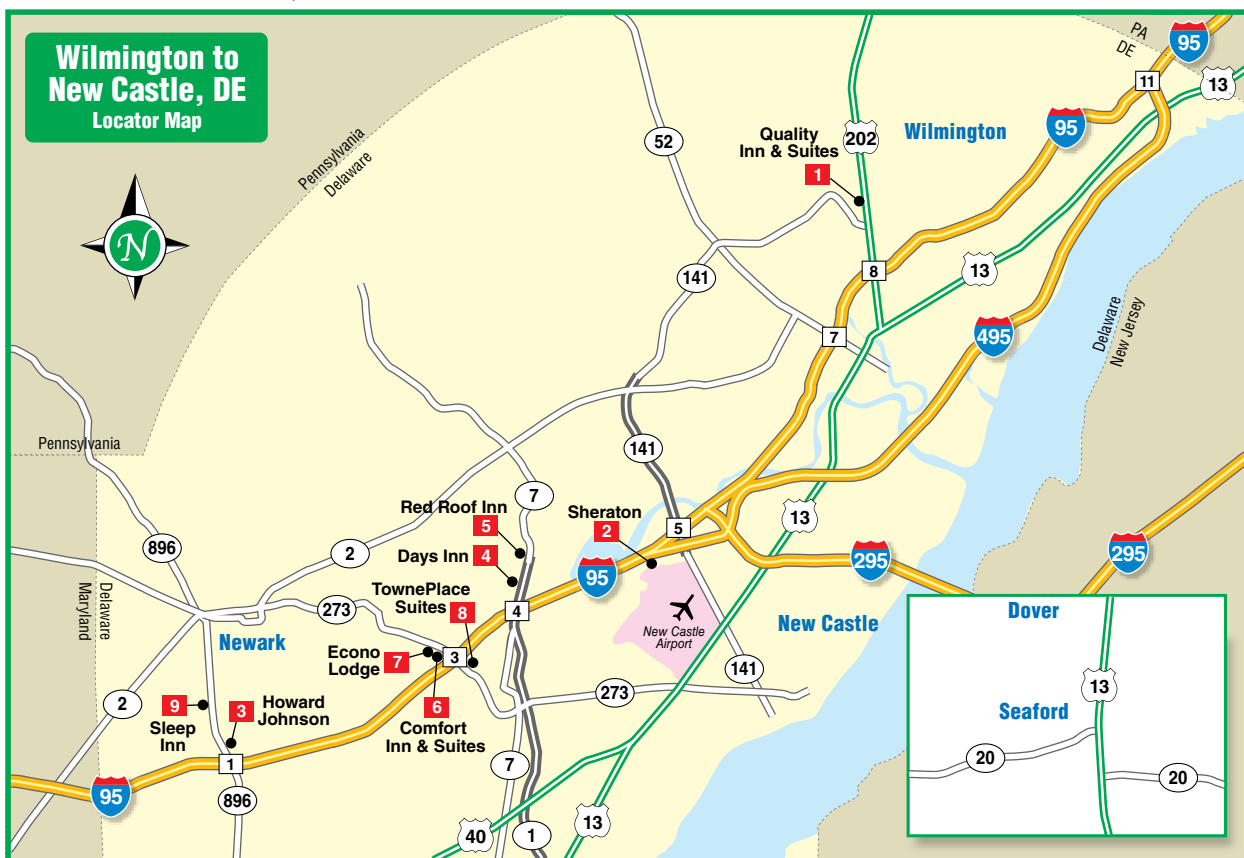 Wilmington to
New Castle, DE
Locator Map
N
PA
DE
95
11
13
52
202
Wilmington
95
Quality
Inn & Suites
1
Pennsylvania
Delaware
8
13
141
Delaware
New Jersey
7
495
Pennsylvania
141
7
Red Roof Inn
5
Sheraton
2
5
13
896
2
Days Inn
4
95
295
295
TownePlace
Suites
8
Maryland
Delaware
273
4
New Castle
Airport
New Castle
Newark
Econo
Lodge
7
3
141
2
9
Sleep
Inn
3
Howard
Johnson
6
Comfort
Inn & Suites
273
1
7
95
896
40
1
13
Dover
13
Seaford
20
20